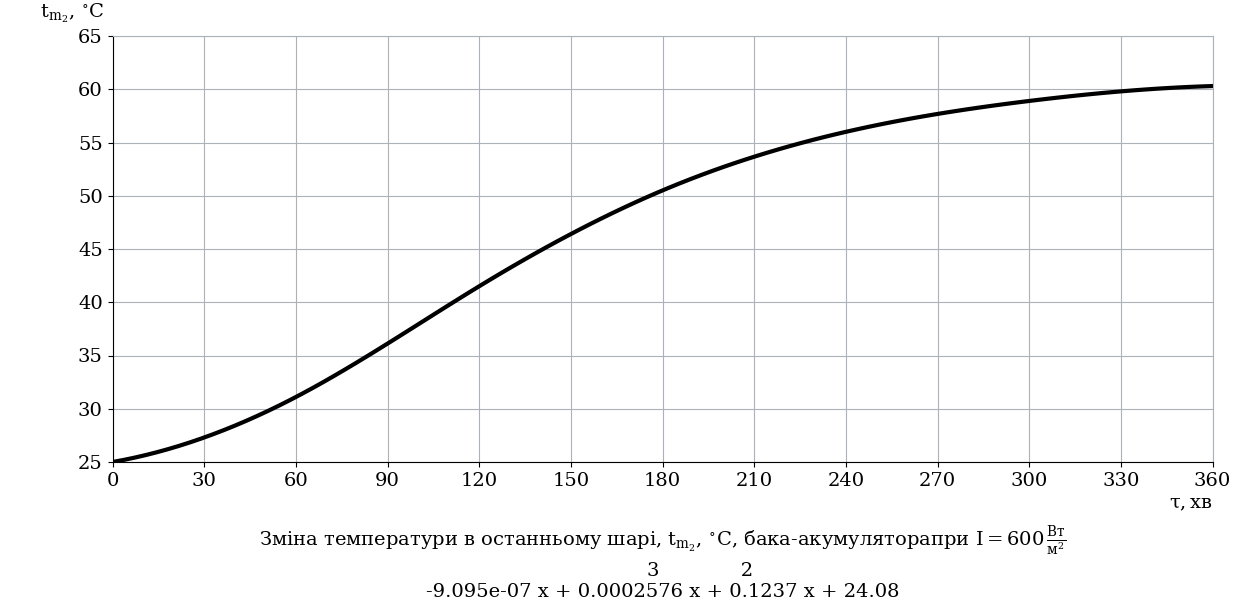 t_m₂, °C
65
60
55
50
45
40
35
30
25
0 30 60 90 120 150 180 210 240 270 300 330 360
τ, хв
Зміна температури в останньому шарі, t_m₂, °C, бака-акумуляторапри I = 600 Вт/м²
3 2
-9.095e-07 x + 0.0002576 x + 0.1237 x + 24.08